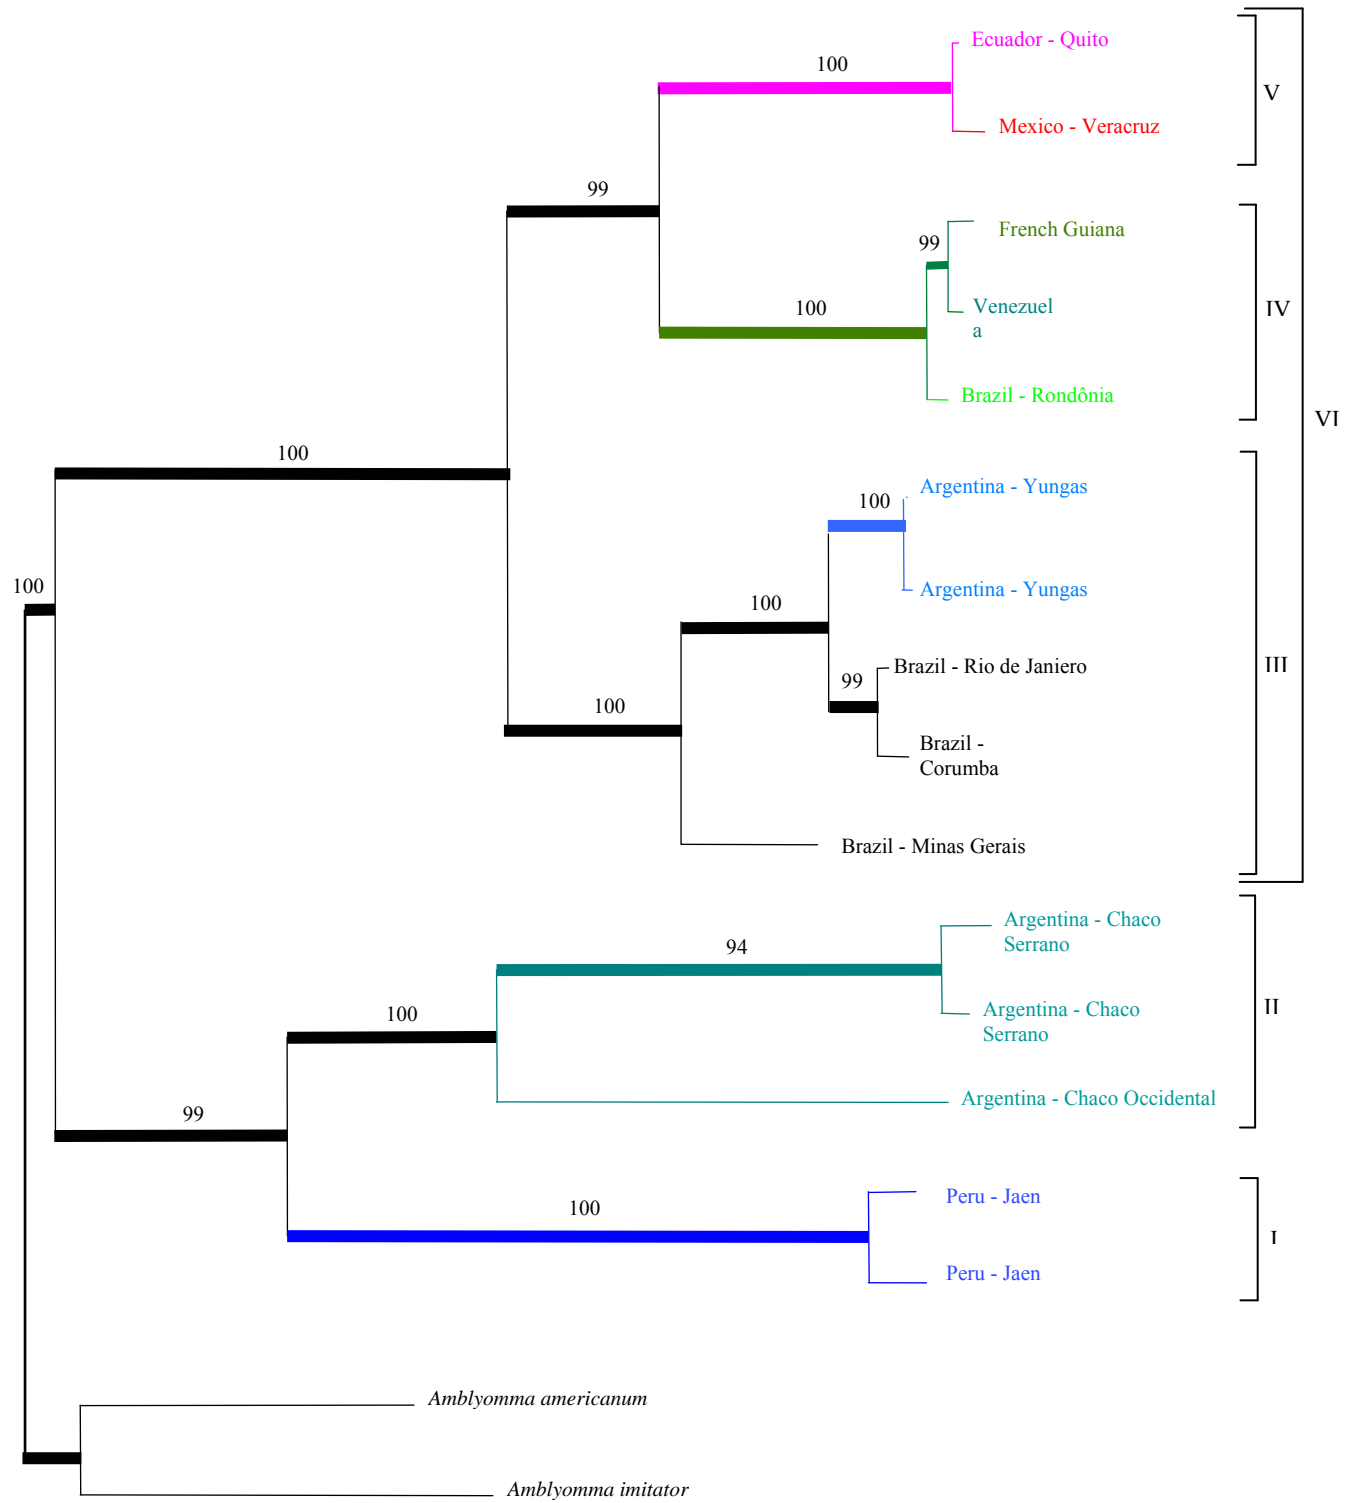 Ecuador - Quito
100
V
Mexico - Veracruz
99
French Guiana
99
100
Venezuel
a
IV
Brazil - Rondônia
VI
100
Argentina - Yungas
100
100
Argentina - Yungas
100
Brazil - Rio de Janiero
III
99
100
Brazil -
Corumba
Brazil - Minas Gerais
Argentina - Chaco
Serrano
94
100
Argentina - Chaco
Serrano
II
Argentina - Chaco Occidental
99
Peru - Jaen
100
I
Peru - Jaen
Amblyomma americanum
Amblyomma imitator